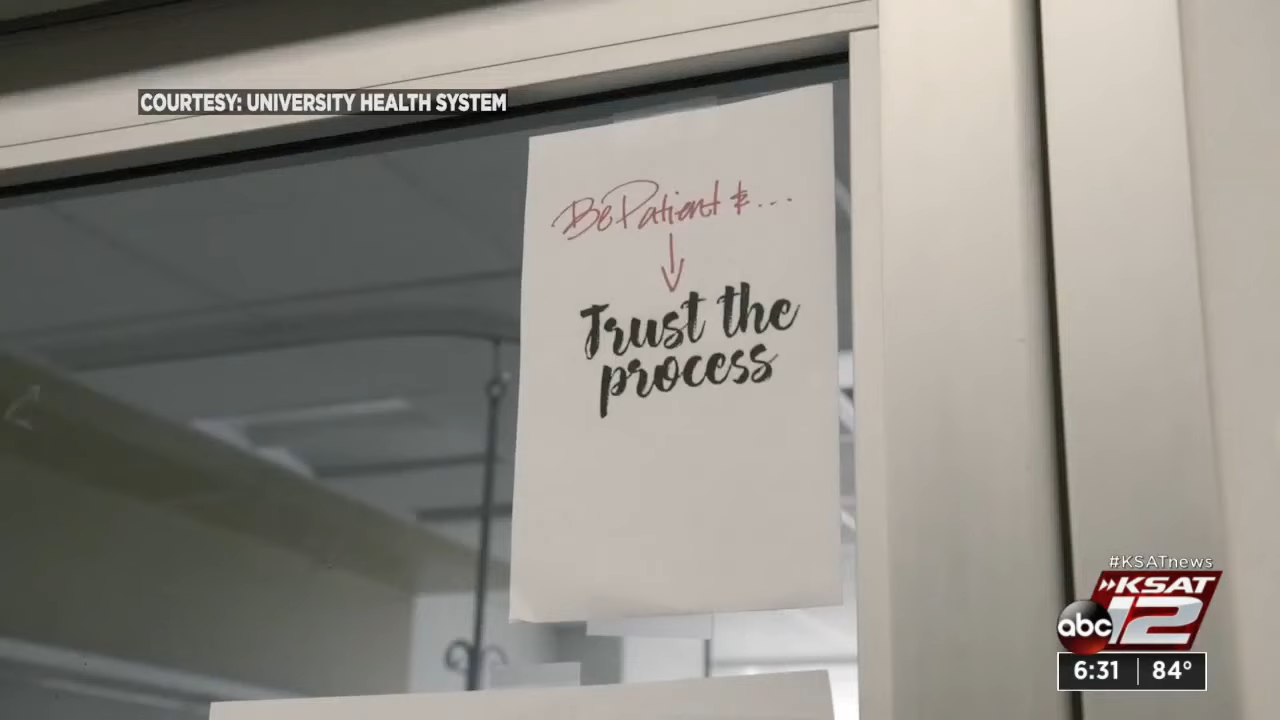 COURTESY: UNIVERSITY HEALTH SYSTEM
Be Patient & ...
Trust the
process
#KSATnews
KSAT
abc 12
6:31 84°